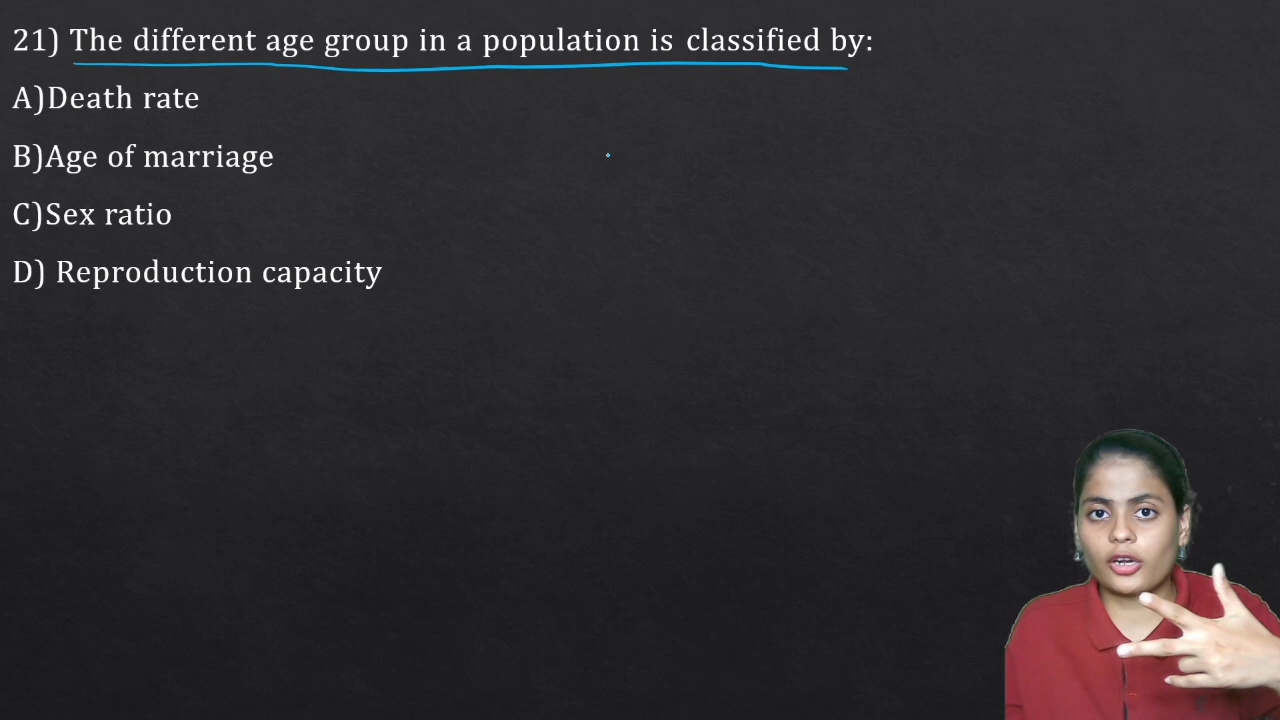 21) The different age group in a population is classified by:
A)Death rate
B)Age of marriage
C)Sex ratio
D) Reproduction capacity